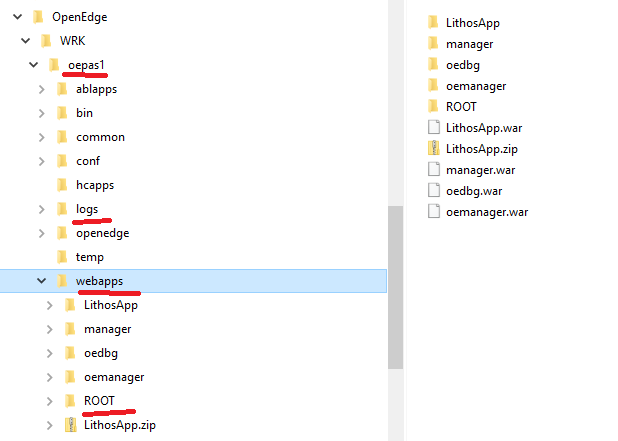 OpenEdge
WRK
oepas1
ablapps
bin
common
conf
hcapps
logs
openedge
temp
webapps
LithosApp
manager
oedbg
oemanager
ROOT
LithosApp.zip
LithosApp
manager
oedbg
oemanager
ROOT
LithosApp.war
LithosApp.zip
manager.war
oedbg.war
oemanager.war